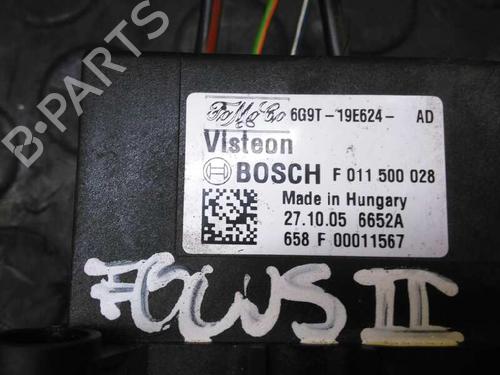 FoMoCo 6G9T-19E624- AD
Visteon
BOSCH F 011 500 028
Made in Hungary
27.10.05 6652A
658 F 00011567
FOCUS II